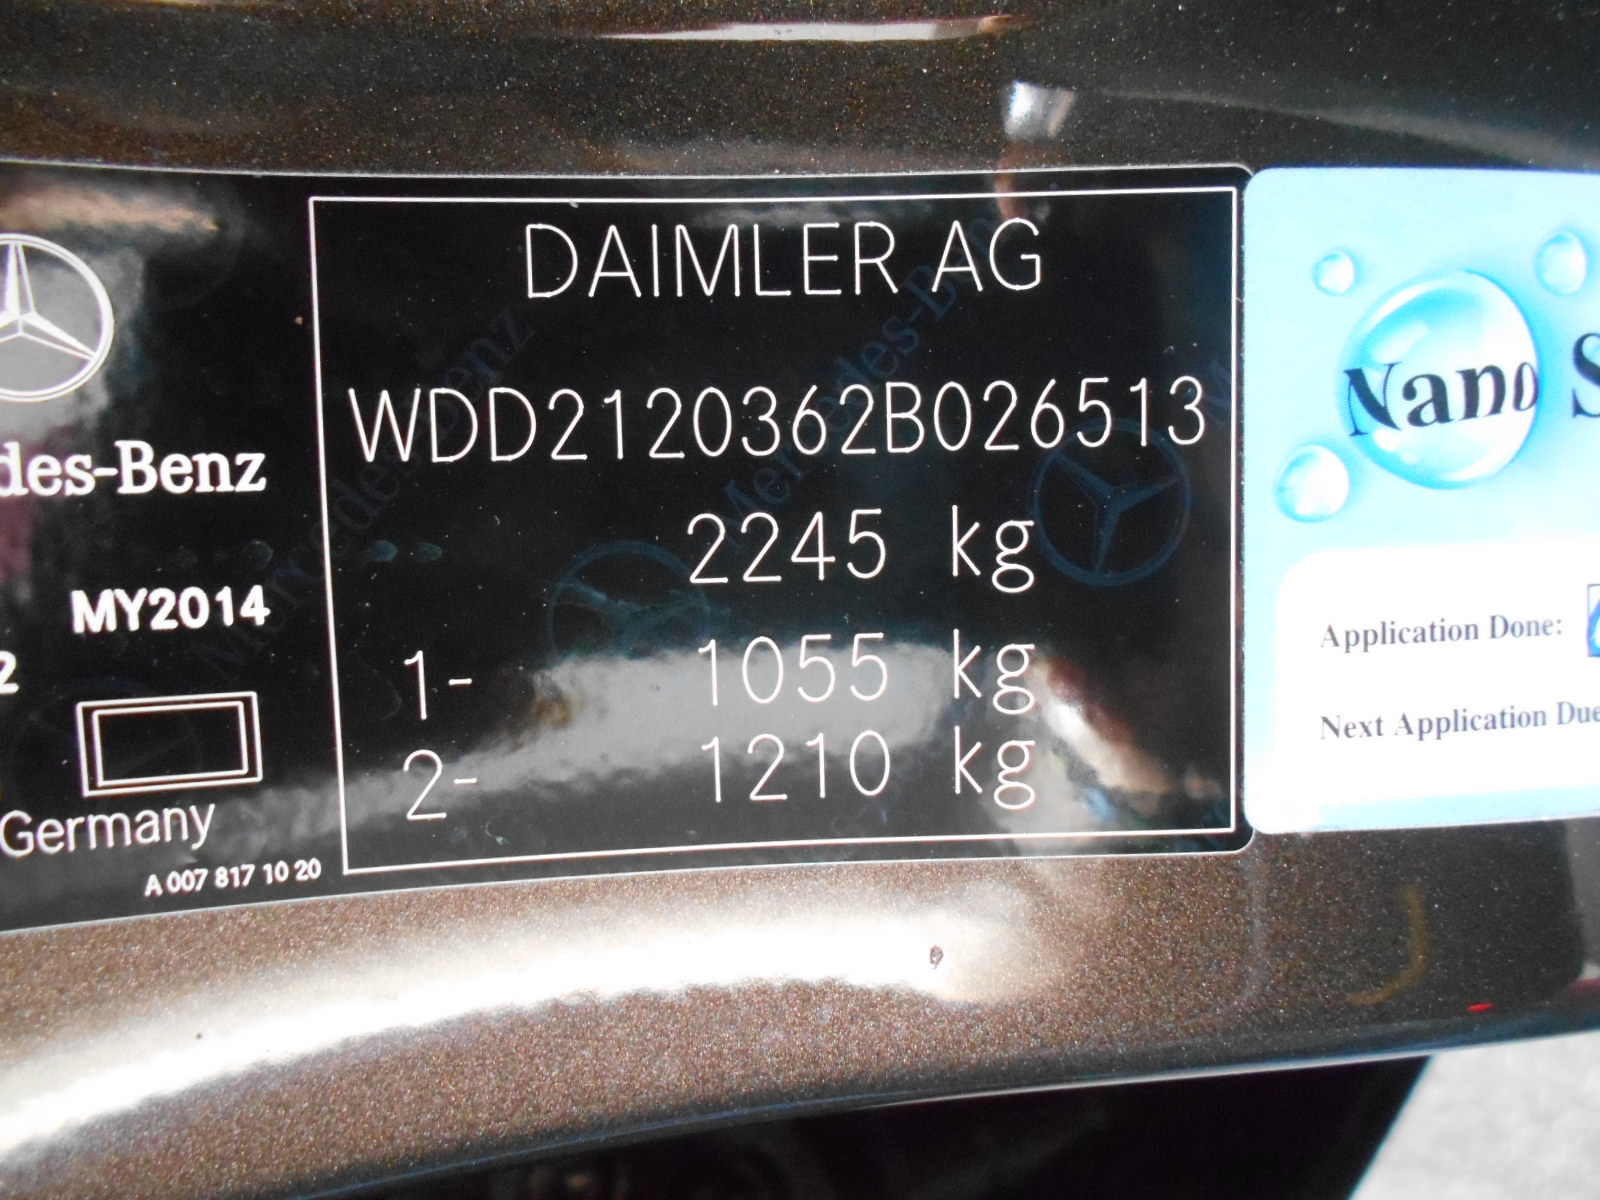 DAIMLER AG
WDD2120362B026513
2245 kg
1- 1055 kg
2- 1210 kg
des-Benz
MY2014
2
Germany
A 007 817 10 20
Nano S
Application Done:
Next Application Due